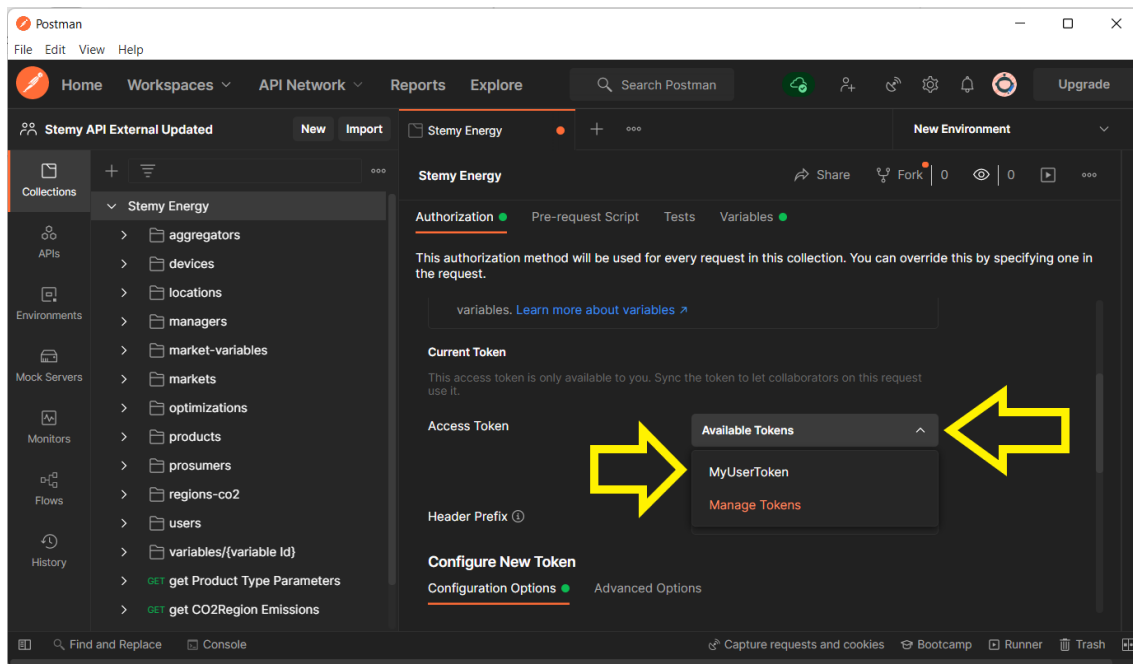 Postman
File Edit View Help
Home Workspaces API Network Reports Explore Search Postman Upgrade
Stemy API External Updated New Import
Stemy Energy
New Environment
Collections
APIs
Environments
Mock Servers
Monitors
Flows
History
Stemy Energy
aggregators
devices
locations
managers
market-variables
markets
optimizations
products
prosumers
regions-co2
users
variables/{variable Id}
GET get Product Type Parameters
GET get CO2Region Emissions
Stemy Energy
Share Fork 0 0
Authorization Pre-request Script Tests Variables
This authorization method will be used for every request in this collection. You can override this by specifying one in
the request.
variables. Learn more about variables ↗
Current Token
This access token is only available to you. Sync the token to let collaborators on this request
use it.
Access Token
Available Tokens
MyUserToken
Manage Tokens
Header Prefix
Configure New Token
Configuration Options Advanced Options
Find and Replace Console Capture requests and cookies Bootcamp Runner Trash